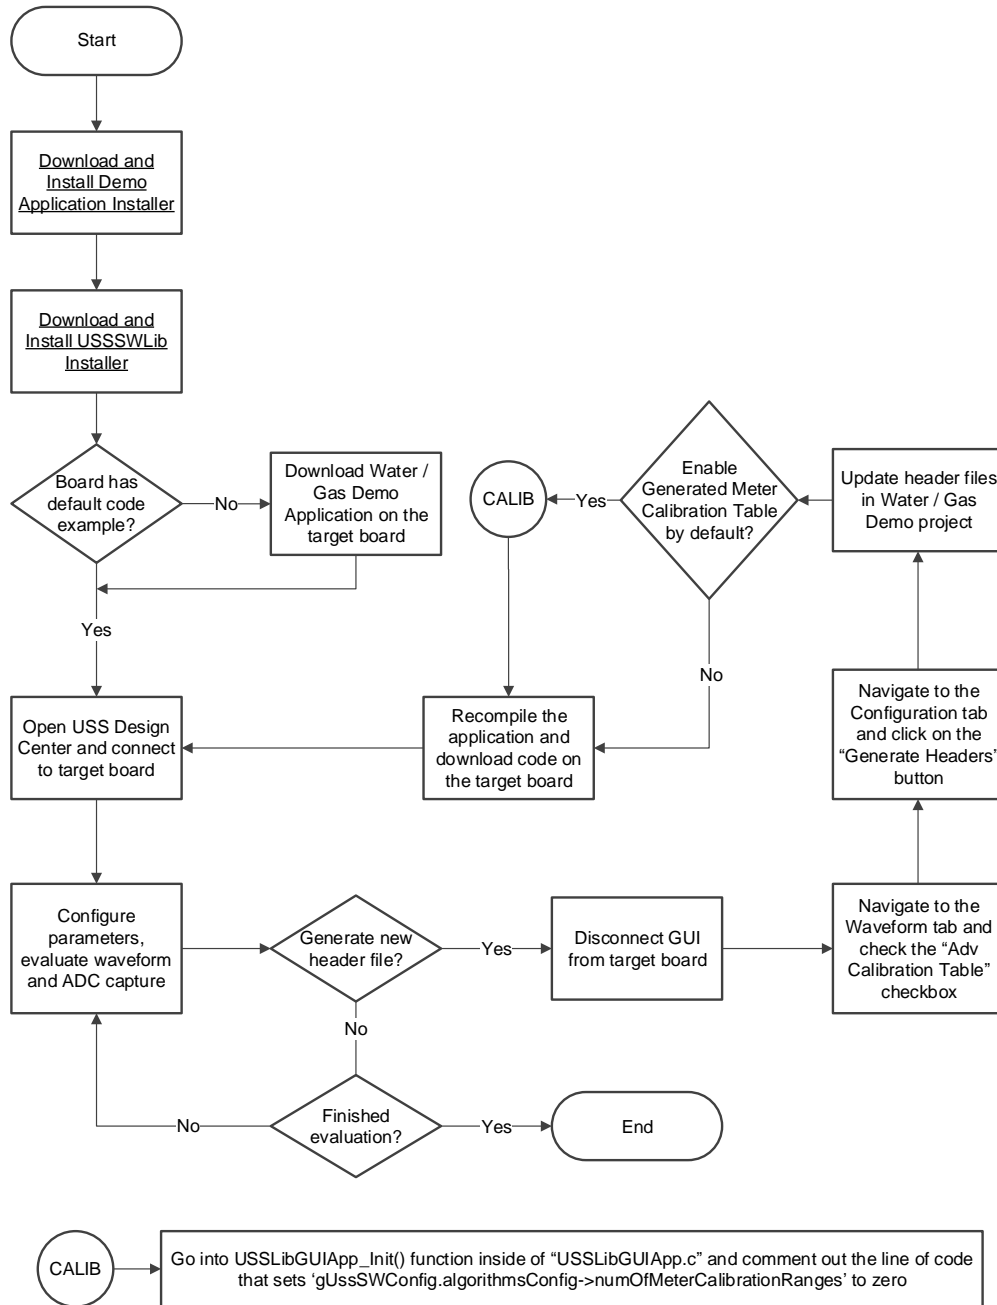 Start
Download and
Install Demo
Application Installer
Download and
Install USSSWLib
Installer
Board has
default code
example?
No
Download Water /
Gas Demo
Application on the
target board
Yes
CALIB
Yes
Enable
Generated Meter
Calibration Table
by default?
Update header files
in Water / Gas
Demo project
No
Open USS Design
Center and connect
to target board
Recompile the
application and
download code on
the target board
Navigate to the
Configuration tab
and click on the
“Generate Headers”
button
Configure
parameters,
evaluate waveform
and ADC capture
Generate new
header file?
Yes
Disconnect GUI
from target board
Navigate to the
Waveform tab and
check the “Adv
Calibration Table”
checkbox
No
No
Finished
evaluation?
Yes
End
CALIB
Go into USSLibGUIApp_Init() function inside of “USSLibGUIApp.c” and comment out the line of code
that sets ‘gUssSWConfig.algorithmsConfig->numOfMeterCalibrationRanges’ to zero